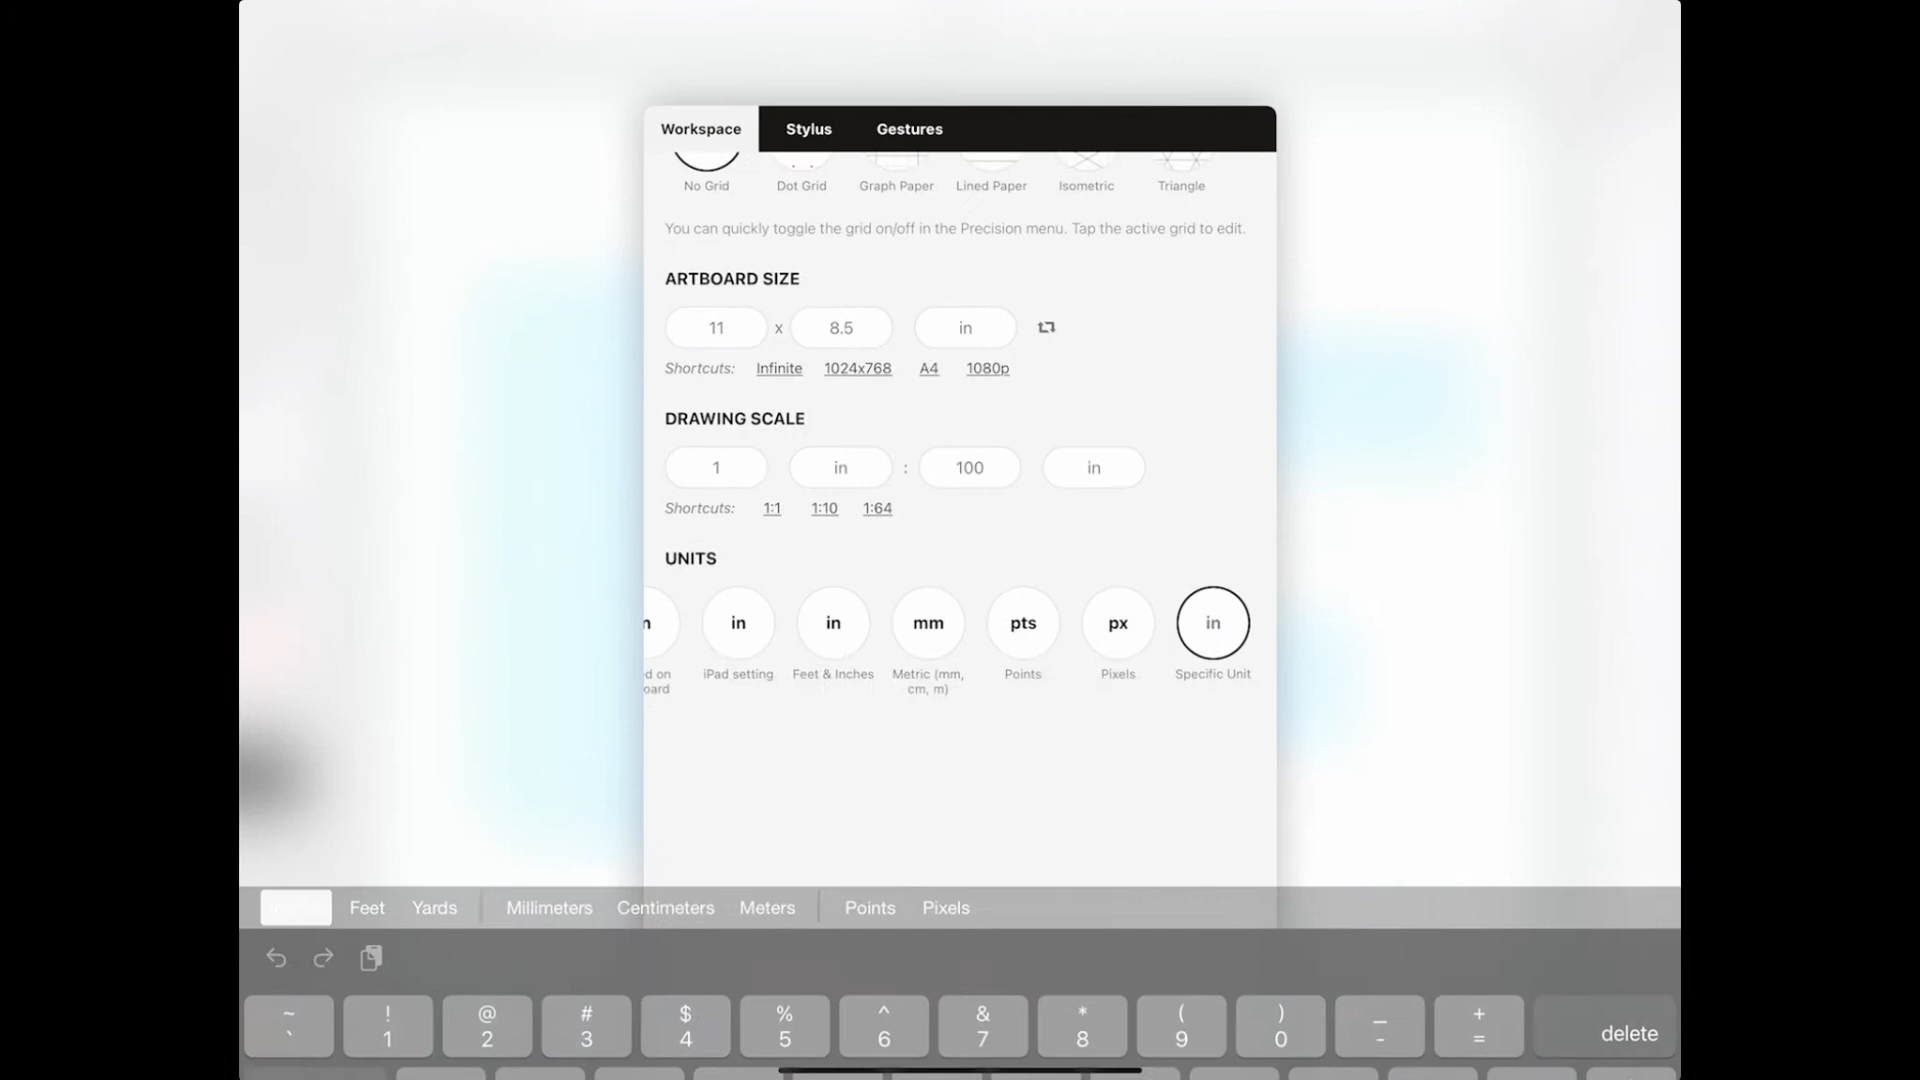 Workspace Stylus Gestures
No Grid Dot Grid Graph Paper Lined Paper Isometric Triangle
You can quickly toggle the grid on/off in the Precision menu. Tap the active grid to edit.
ARTBOARD SIZE
11 x 8.5 in
Shortcuts: Infinite 1024x768 A4 1080p
DRAWING SCALE
1 in : 100 in
Shortcuts: 1:1 1:10 1:64
UNITS
n in in mm pts px in
d on iPad setting Feet & Inches Metric (mm, Points Pixels Specific Unit
oard cm, m)
Feet Yards Millimeters Centimeters Meters Points Pixels
~ ! @ # $ % ^ & * ( ) _ +
` 1 2 3 4 5 6 7 8 9 0 - = delete